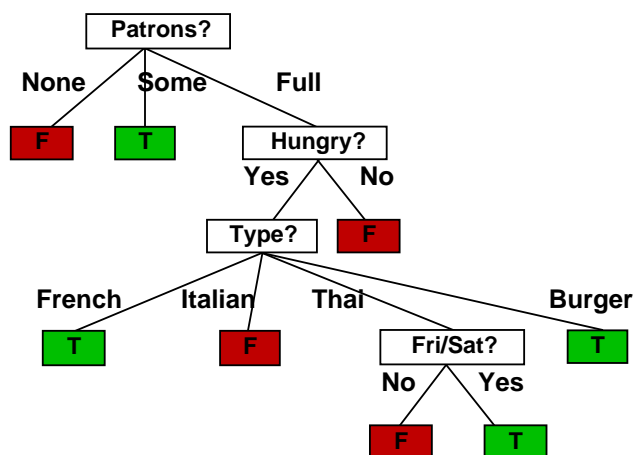 Patrons?
None Some Full
F T Hungry?
Yes No
Type? F
French Italian Thai Burger
T F Fri/Sat? T
No Yes
F T